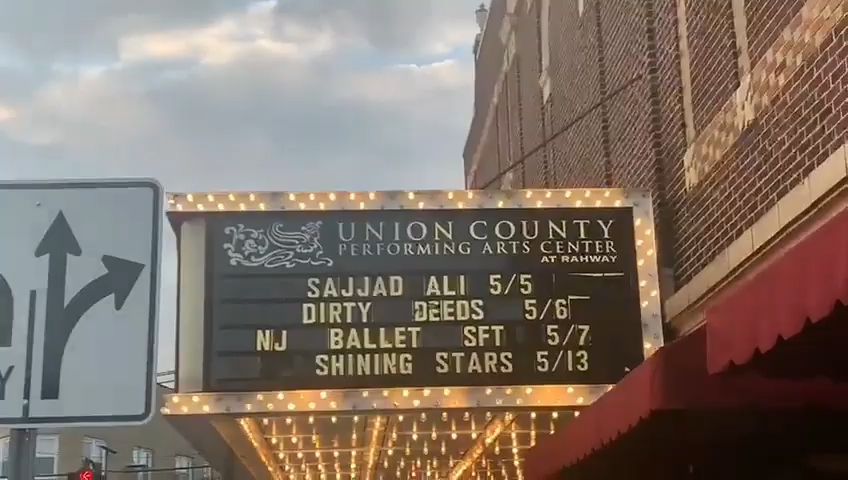 UNION COUNTY
PERFORMING ARTS CENTER
AT RAHWAY
SAJJAD ALI 5/5
DIRTY DEEDS 5/6
NJ BALLET SFT 5/7
SHINING STARS 5/13